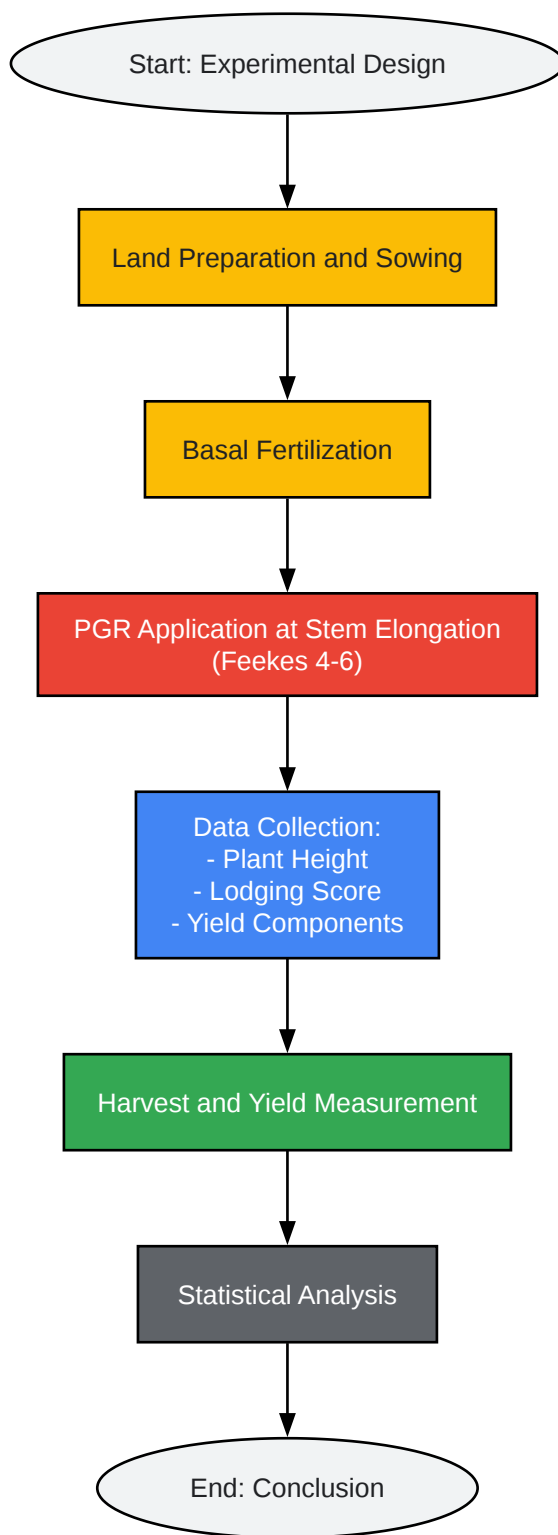 Start: Experimental Design
Land Preparation and Sowing
Basal Fertilization
PGR Application at Stem Elongation
(Feekes 4-6)
Data Collection:
- Plant Height
- Lodging Score
- Yield Components
Harvest and Yield Measurement
Statistical Analysis
End: Conclusion